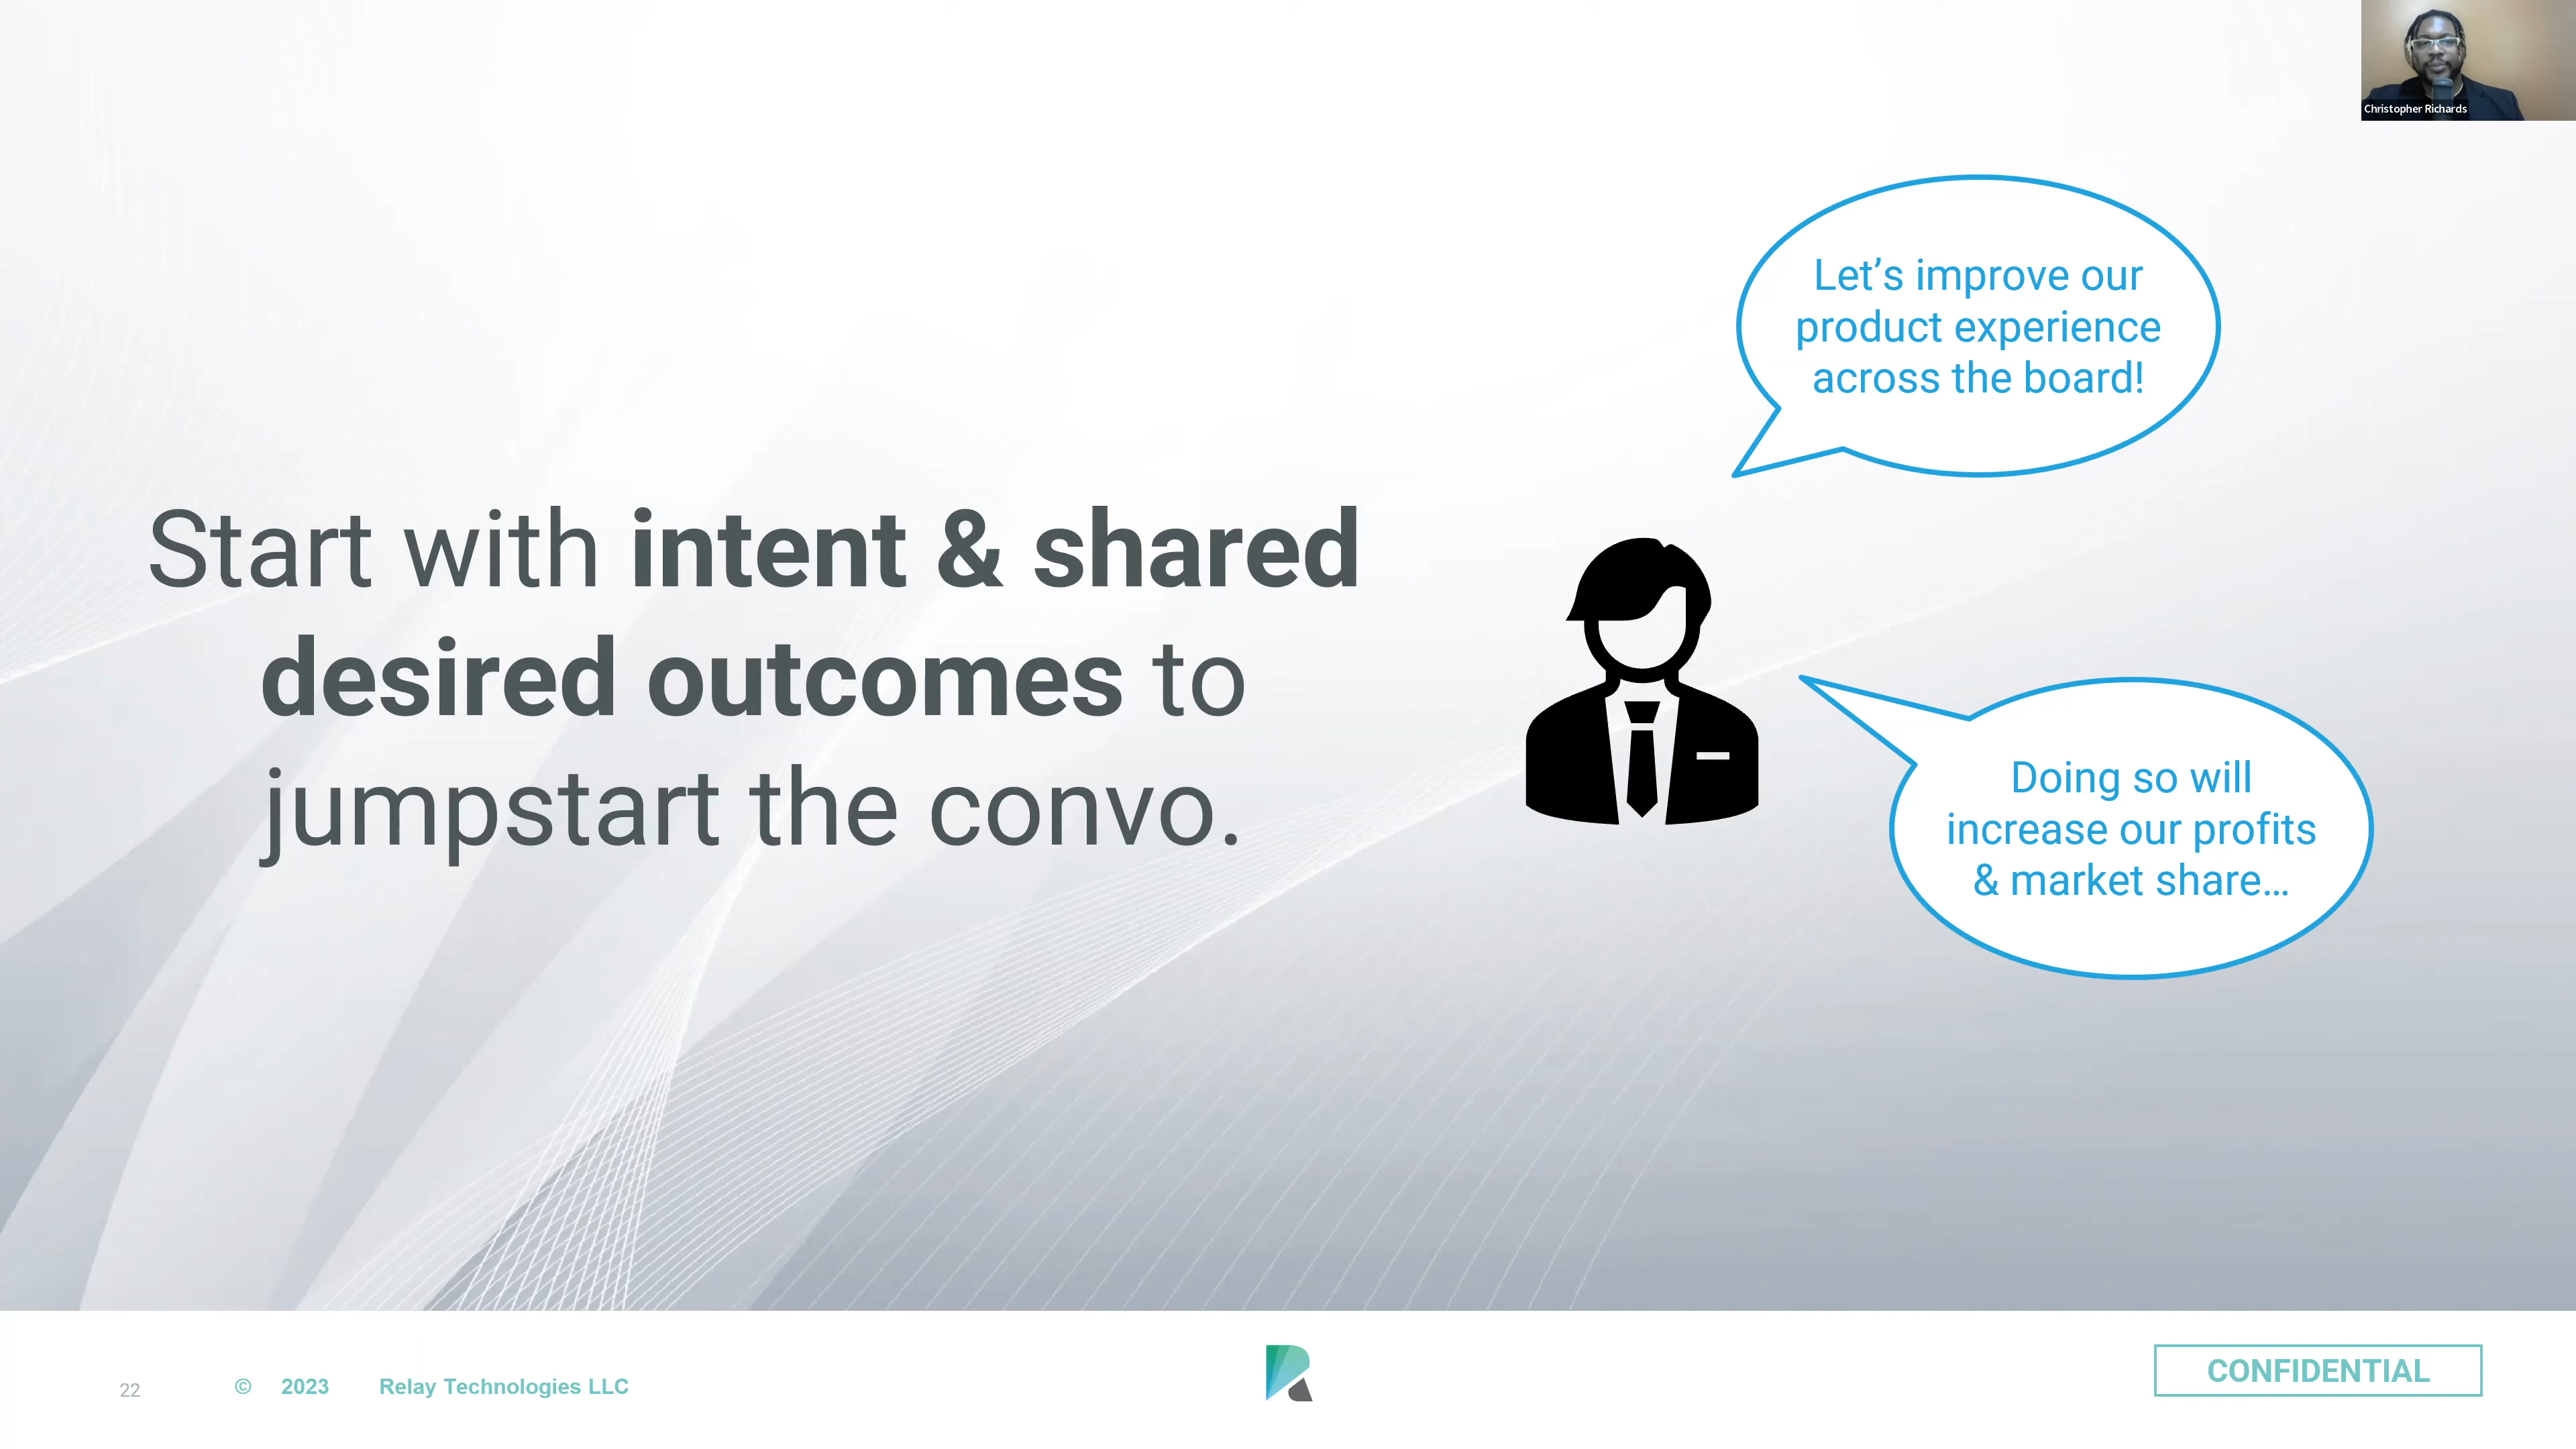 Christopher Richards
Let’s improve our
product experience
across the board!
Start with intent & shared
desired outcomes to
jumpstart the convo.
Doing so will
increase our profits
& market share…
22
© 2023 Relay Technologies LLC
CONFIDENTIAL